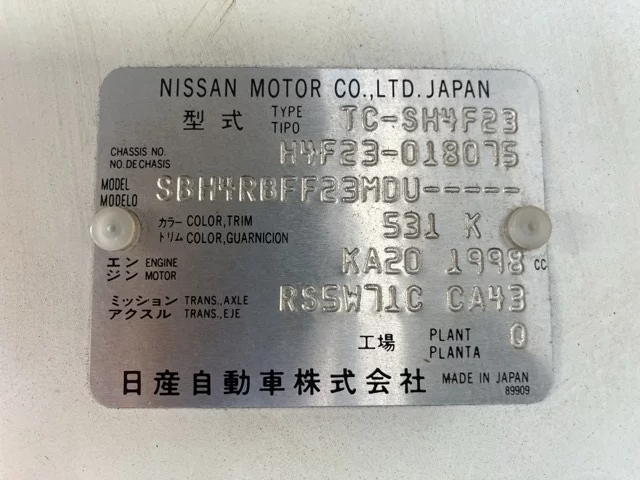 NISSAN MOTOR CO.,LTD. JAPAN
型式 TYPE TIPO TC-SH4F23
CHASSIS NO. NO. DE CHASIS H4F23-018075
MODEL MODELO SBH4RBFF23MDU-----
カラー COLOR, TRIM トリム COLOR, GUARNICION 531 K
エンジン ENGINE MOTOR KA20 1998 CC
ミッション TRANS., AXLE アクスル TRANS., EJE RS5W71C CA43
工場 PLANT PLANTA 0
日産自動車株式会社 MADE IN JAPAN
89909